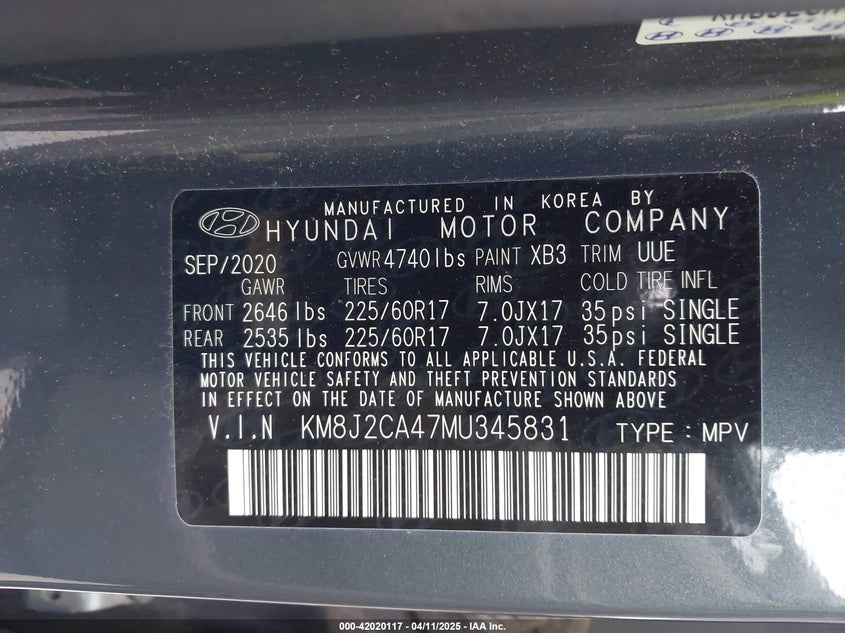 MANUFACTURED IN KOREA BY
HYUNDAI MOTOR COMPANY
SEP/2020 GVWR 4740 lbs PAINT XB3 TRIM UUE
GAWR TIRES RIMS COLD TIRE INFL
FRONT 2646 lbs 225/60R17 7.0JX17 35psi SINGLE
REAR 2535 lbs 225/60R17 7.0JX17 35psi SINGLE
THIS VEHICLE CONFORMS TO ALL APPLICABLE U.S.A. FEDERAL
MOTOR VEHICLE SAFETY AND THEFT PREVENTION STANDARDS
IN EFFECT ON THE DATE OF MANUFACTURE SHOWN ABOVE
V.I.N KM8J2CA47MU345831 TYPE : MPV
000-42020117 - 04/11/2025 - IAA Inc.